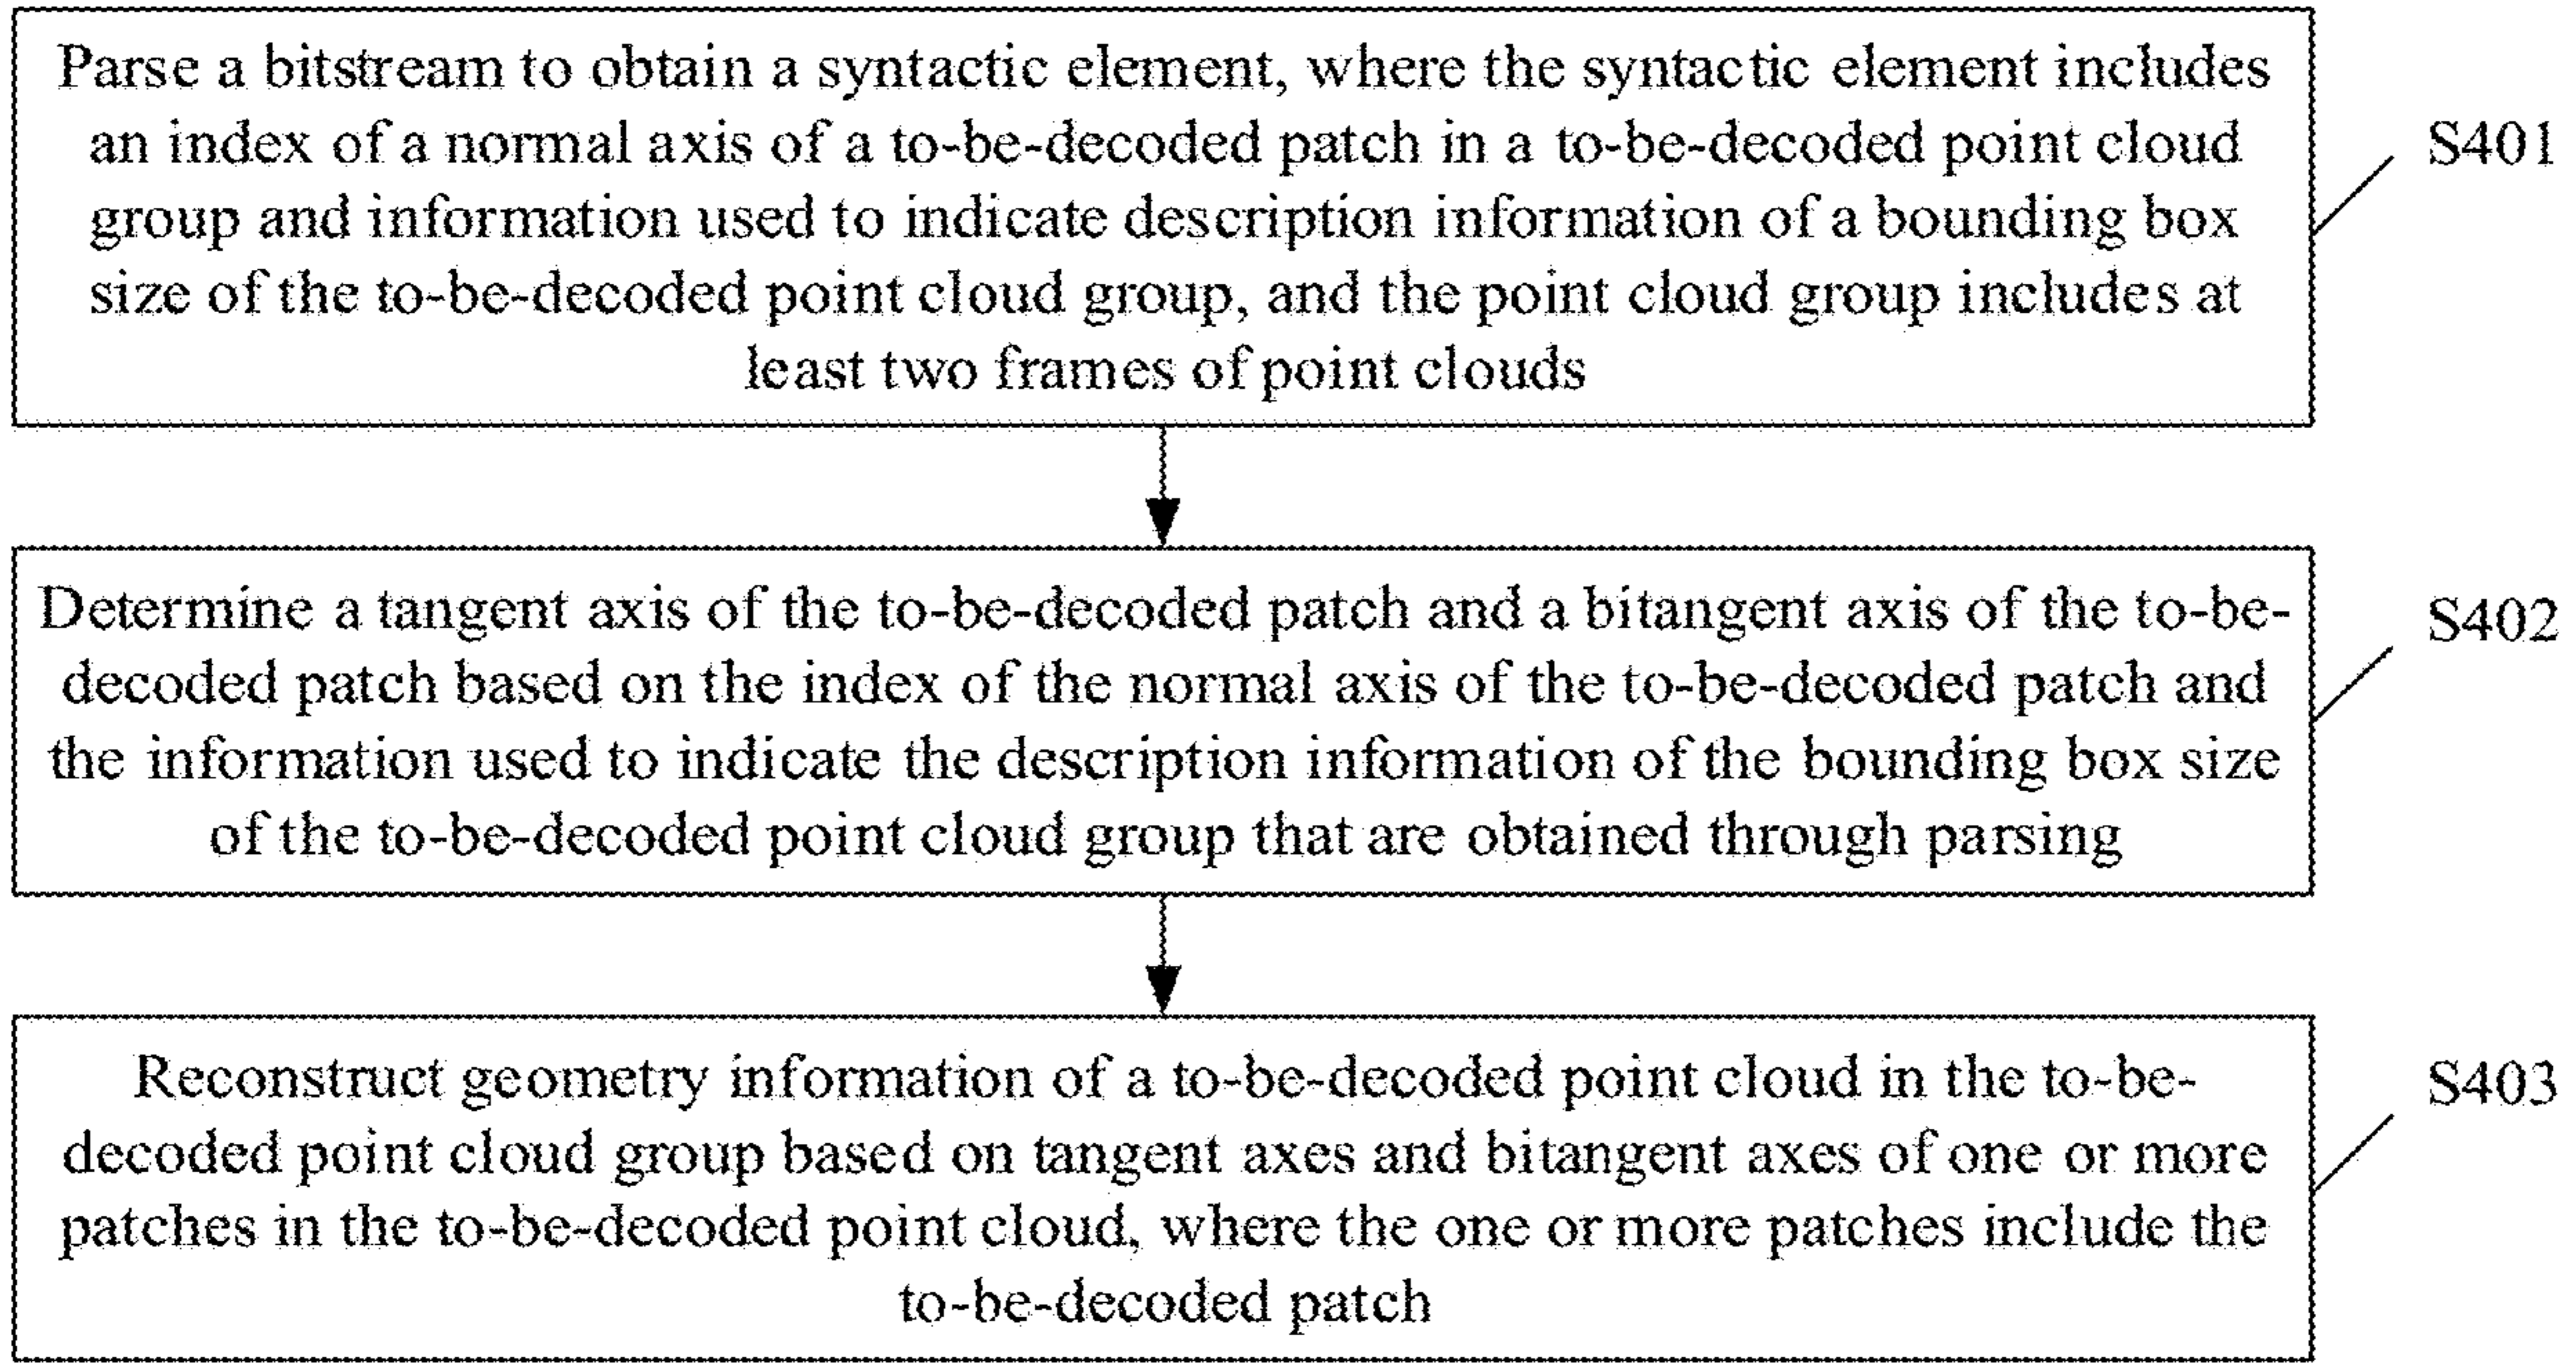 Parse a bitstream to obtain a syntactic element, where the syntactic element includes
an index of a normal axis of a to-be-decoded patch in a to-be-decoded point cloud
group and information used to indicate description information of a bounding box
size of the to-be-decoded point cloud group, and the point cloud group includes at
least two frames of point clouds
S401
Determine a tangent axis of the to-be-decoded patch and a bitangent axis of the to-be-
decoded patch based on the index of the normal axis of the to-be-decoded patch and
the information used to indicate the description information of the bounding box size
of the to-be-decoded point cloud group that are obtained through parsing
S402
Reconstruct geometry information of a to-be-decoded point cloud in the to-be-
decoded point cloud group based on tangent axes and bitangent axes of one or more
patches in the to-be-decoded point cloud, where the one or more patches include the
to-be-decoded patch
S403